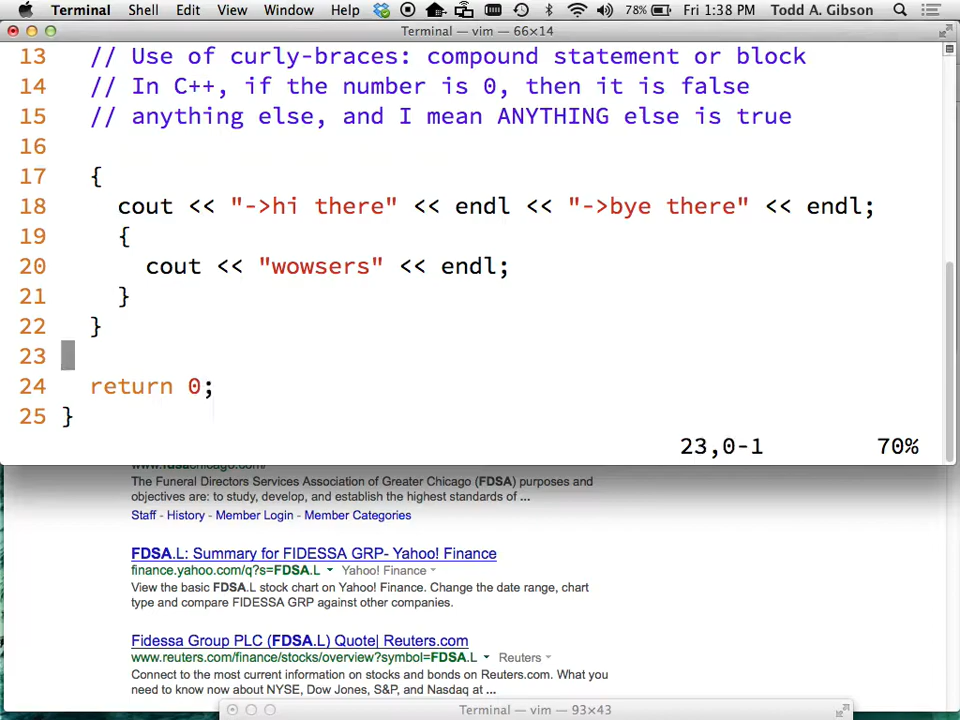 Terminal Shell Edit View Window Help 78% Fri 1:38 PM Todd A. Gibson
Terminal — vim — 66×14
13 // Use of curly-braces: compound statement or block
14 // In C++, if the number is 0, then it is false
15 // anything else, and I mean ANYTHING else is true
16
17 {
18 cout << "->hi there" << endl << "->bye there" << endl;
19 {
20 cout << "wowsers" << endl;
21 }
22 }
23
24 return 0;
25 }
23,0-1 70%
www.fdsachicago.com/
The Funeral Directors Services Association of Greater Chicago (FDSA) purposes and
objectives are: to study, develop, and establish the highest standards of ...
Staff - History - Member Login - Member Categories
FDSA.L: Summary for FIDESSA GRP- Yahoo! Finance
finance.yahoo.com/q?s=FDSA.L Yahoo! Finance
View the basic FDSA.L stock chart on Yahoo! Finance. Change the date range, chart
type and compare FIDESSA GRP against other companies.
Fidessa Group PLC (FDSA.L) Quote| Reuters.com
www.reuters.com/finance/stocks/overview?symbol=FDSA.L Reuters
Connect to the most current information on stocks and bonds on Reuters.com. Here's what you
need to know now about NYSE, Dow Jones, S&P, and Nasdaq at ...
Terminal — vim — 93×43